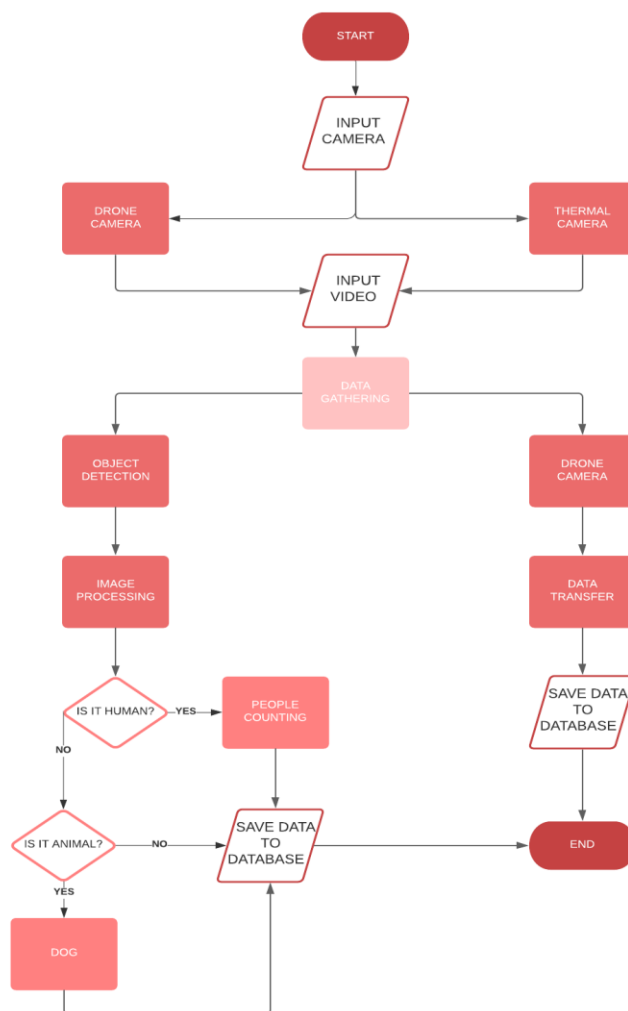 START
INPUT
CAMERA
DRONE
CAMERA
THERMAL
CAMERA
INPUT
VIDEO
DATA
GATHERING
OBJECT
DETECTION
DRONE
CAMERA
IMAGE
PROCESSING
DATA
TRANSFER
IS IT HUMAN?
YES
PEOPLE
COUNTING
SAVE DATA
TO
DATABASE
NO
IS IT ANIMAL?
NO
SAVE DATA
TO
DATABASE
END
YES
DOG